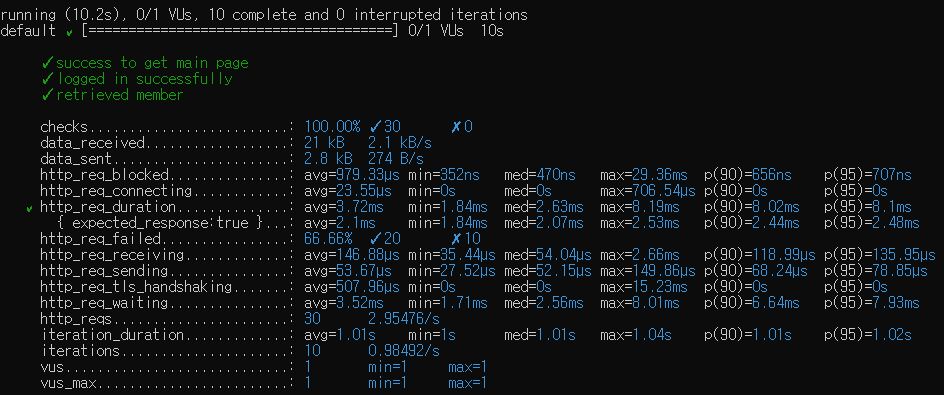 running (10.2s), 0/1 VUs, 10 complete and 0 interrupted iterations
default ✓ [======================================] 0/1 VUs  10s

     ✓success to get main page
     ✓logged in successfully
     ✓retrieved member

     checks.........................: 100.00% ✓30      ✗0
     data_received..................: 21 kB   2.1 kB/s
     data_sent......................: 2.8 kB  274 B/s
     http_req_blocked...............: avg=979.33µs min=352ns   med=470ns   max=29.36ms  p(90)=656ns    p(95)=707ns
     http_req_connecting............: avg=23.55µs  min=0s      med=0s      max=706.54µs p(90)=0s       p(95)=0s
   ✓ http_req_duration..............: avg=3.72ms   min=1.84ms  med=2.63ms  max=8.19ms   p(90)=8.02ms   p(95)=8.1ms
       { expected_response:true }...: avg=2.1ms    min=1.84ms  med=2.07ms  max=2.53ms   p(90)=2.44ms   p(95)=2.48ms
     http_req_failed................: 66.66%  ✓20      ✗10
     http_req_receiving.............: avg=146.88µs min=35.44µs med=54.04µs max=2.66ms   p(90)=118.99µs p(95)=135.95µs
     http_req_sending...............: avg=53.67µs  min=27.52µs med=52.15µs max=149.86µs p(90)=68.24µs  p(95)=78.85µs
     http_req_tls_handshaking.......: avg=507.96µs min=0s      med=0s      max=15.23ms  p(90)=0s       p(95)=0s
     http_req_waiting...............: avg=3.52ms   min=1.71ms  med=2.56ms  max=8.01ms   p(90)=6.64ms   p(95)=7.93ms
     http_reqs......................: 30      2.95476/s
     iteration_duration.............: avg=1.01s    min=1s      med=1.01s   max=1.04s    p(90)=1.01s    p(95)=1.02s
     iterations.....................: 10      0.98492/s
     vus............................: 1       min=1     max=1
     vus_max........................: 1       min=1     max=1